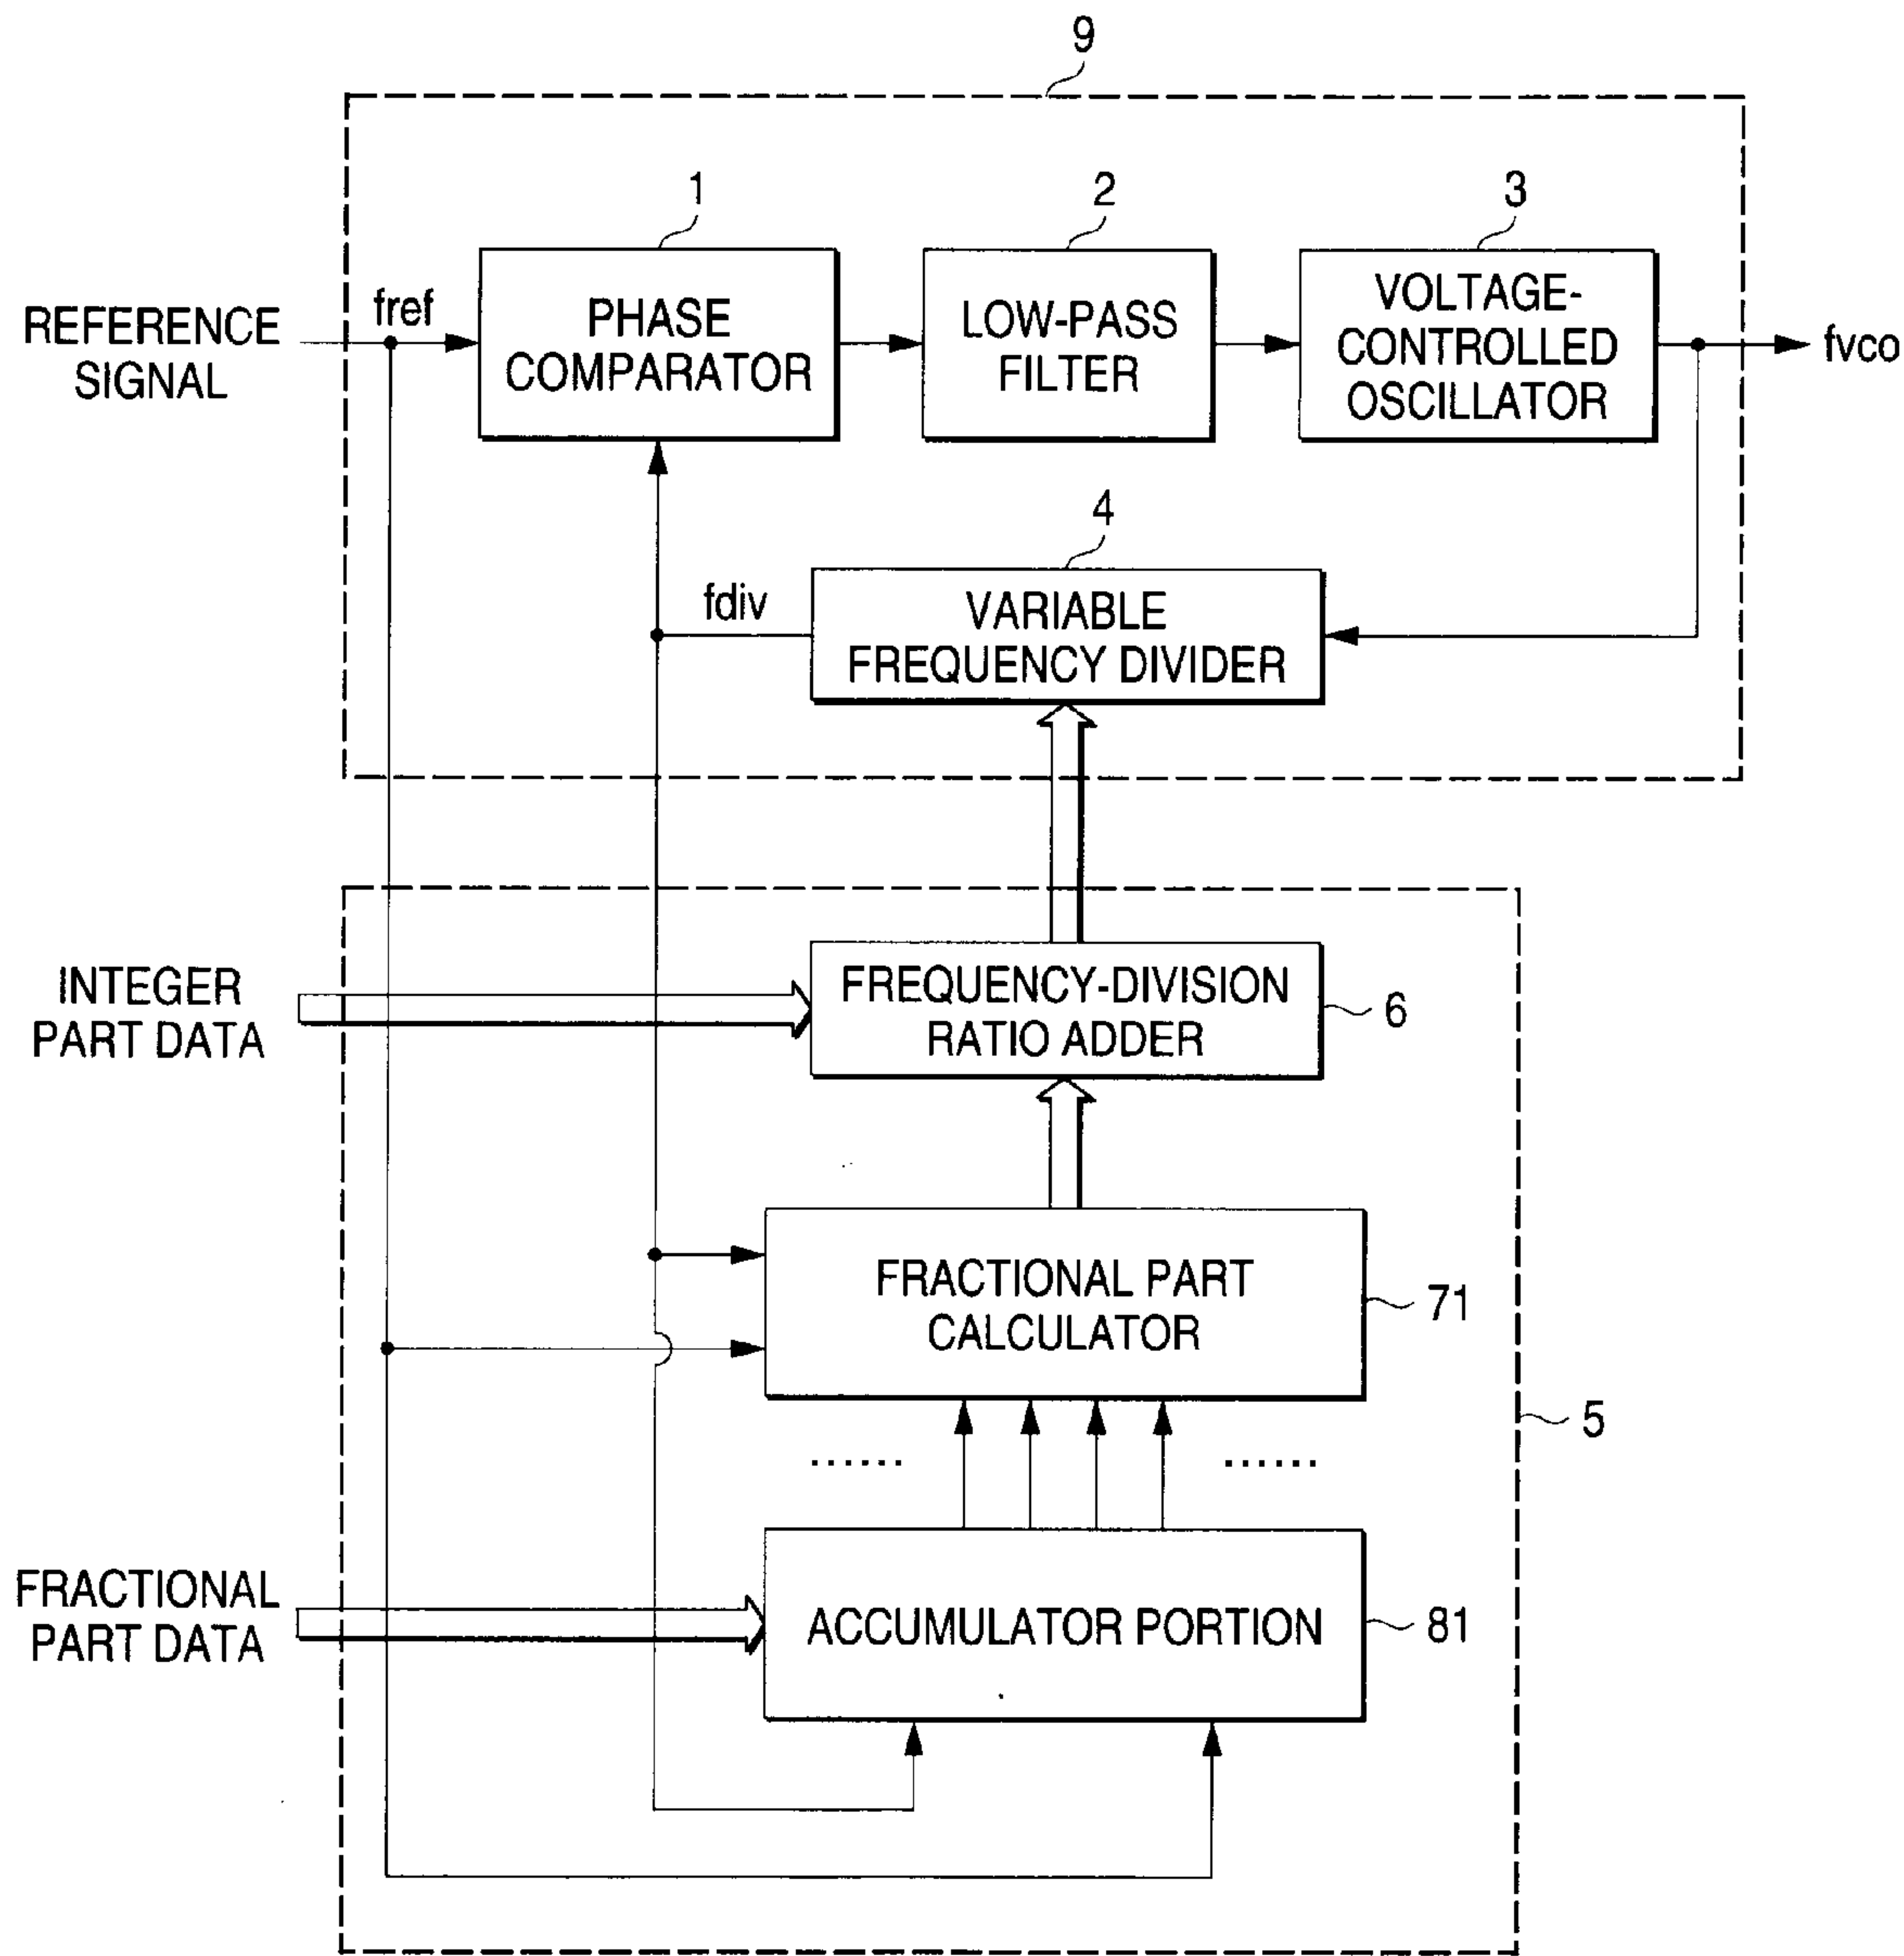 9
1
2
3
REFERENCE
SIGNAL
fref
PHASE
COMPARATOR
LOW-PASS
FILTER
VOLTAGE-
CONTROLLED
OSCILLATOR
fvco
4
fdiv
VARIABLE
FREQUENCY DIVIDER
INTEGER
PART DATA
FREQUENCY-DIVISION
RATIO ADDER
6
FRACTIONAL PART
CALCULATOR
71
5
......
......
FRACTIONAL
PART DATA
ACCUMULATOR PORTION
81